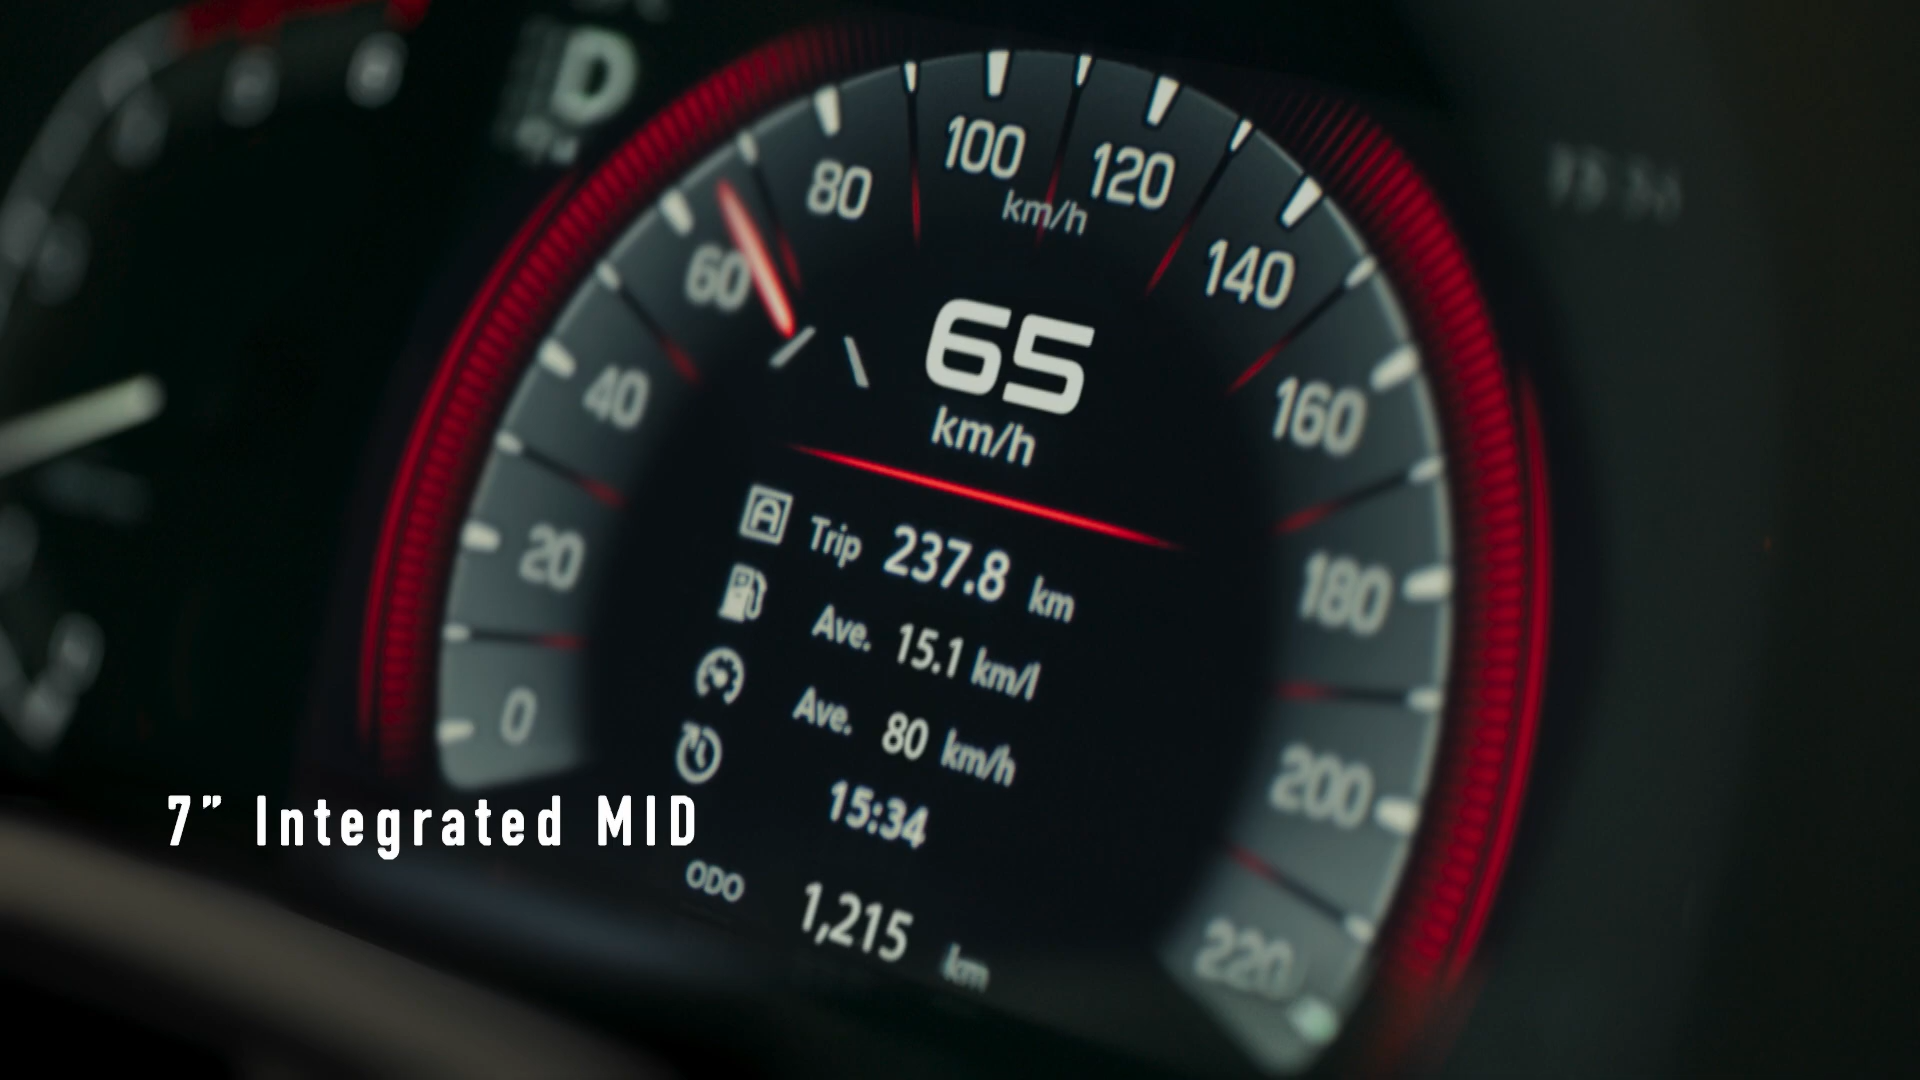 D
100
120
km/h
80
140
60
65
km/h
40
160
A Trip 237.8 km
20
180
Ave. 15.1 km/l
Ave. 80 km/h
0
200
15:34
7” Integrated MID
ODO 1,215 km
220